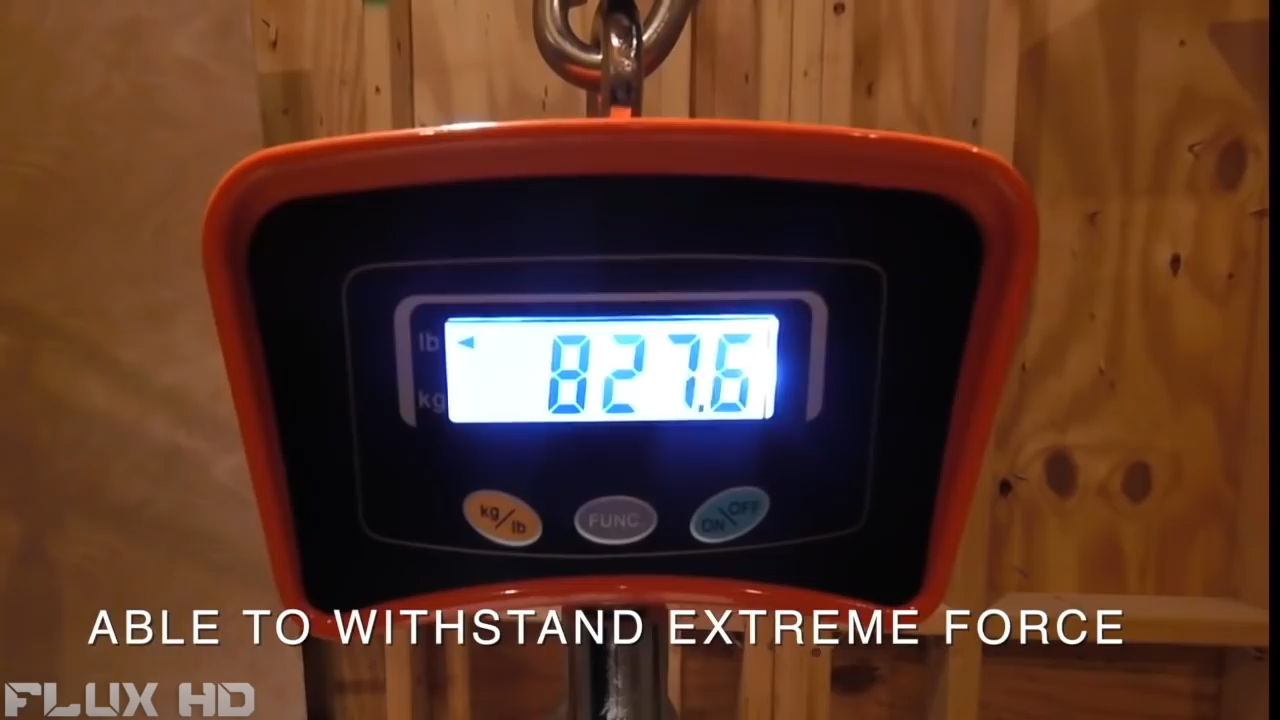 lb
827.6
kg
kg/lb
FUNC.
ON/OFF
ABLE TO WITHSTAND EXTREME FORCE
FLUX HD